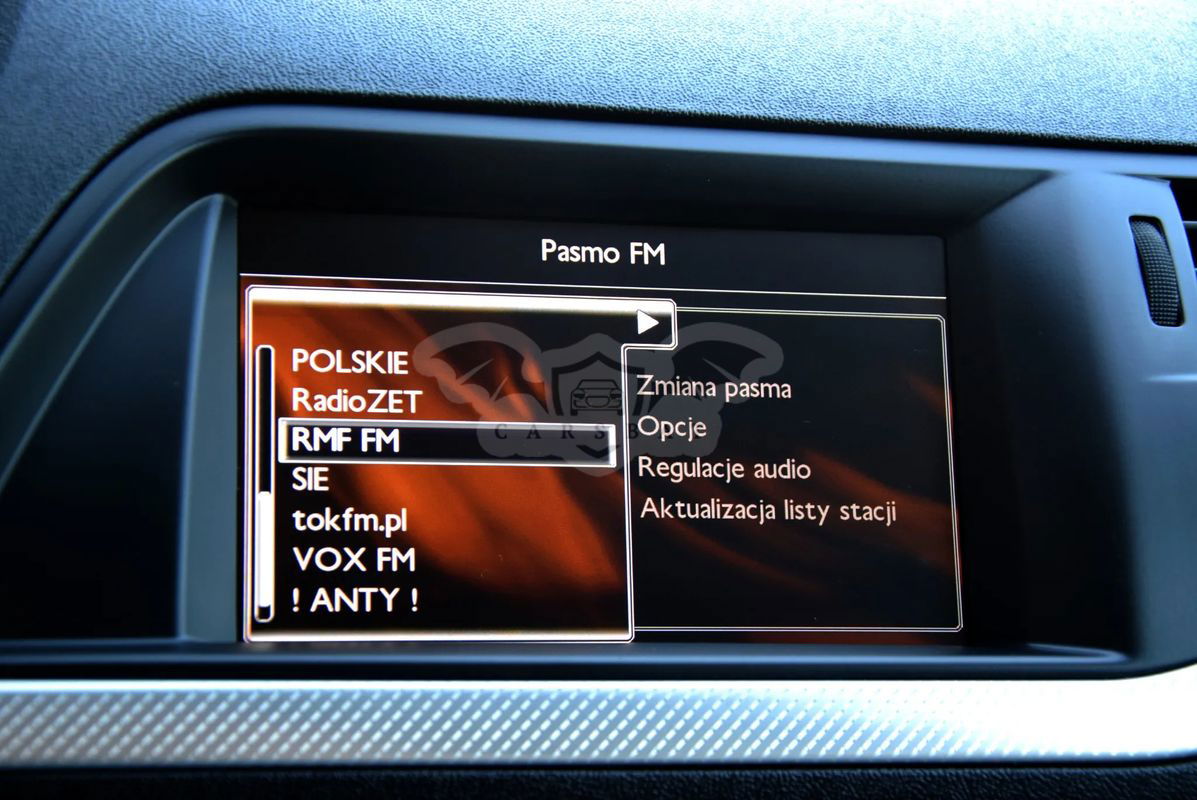 Pasmo FM
POLSKIE
RadioZET
RMF FM
SIE
tokfm.pl
VOX FM
! ANTY !
Zmiana pasma
Opcje
Regulacje audio
Aktualizacja listy stacji